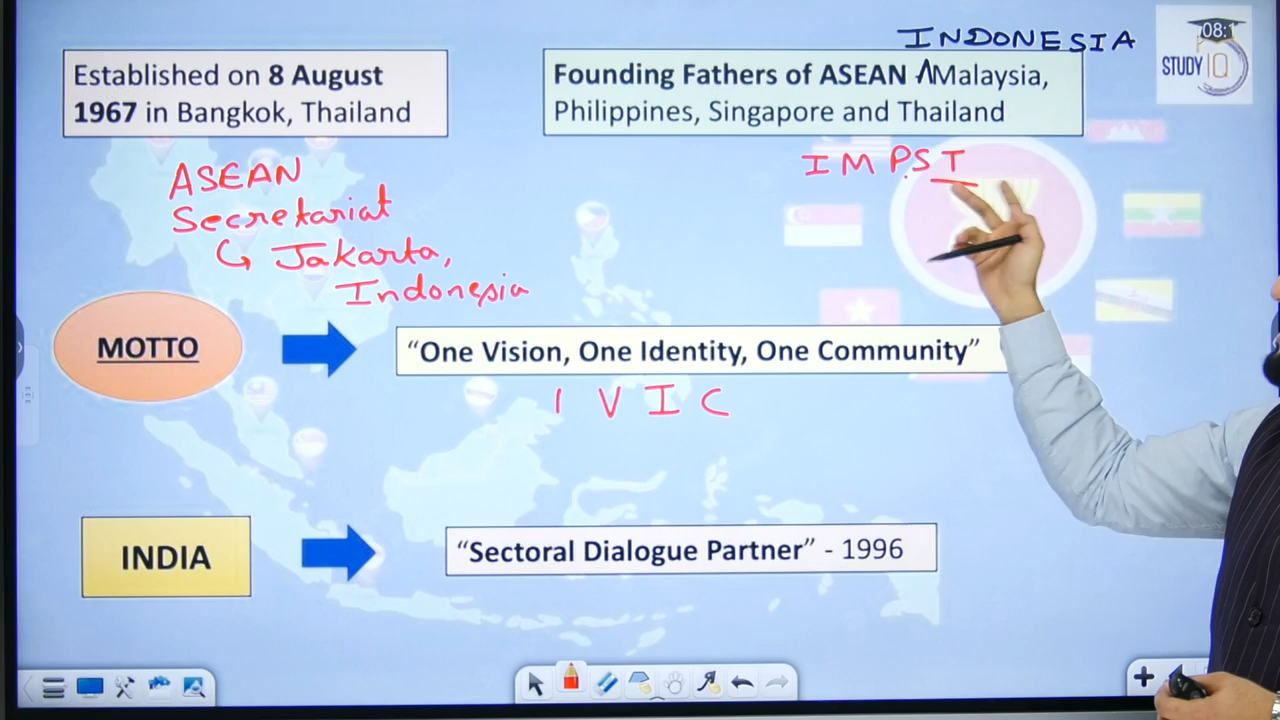 INDONESIA
08:1
STUDY IQ
Established on 8 August
1967 in Bangkok, Thailand
Founding Fathers of ASEAN Malaysia,
Philippines, Singapore and Thailand
IMPST
ASEAN
Secretariat
Jakarta,
Indonesia
MOTTO
“One Vision, One Identity, One Community”
1 V I C
INDIA
“Sectoral Dialogue Partner” - 1996